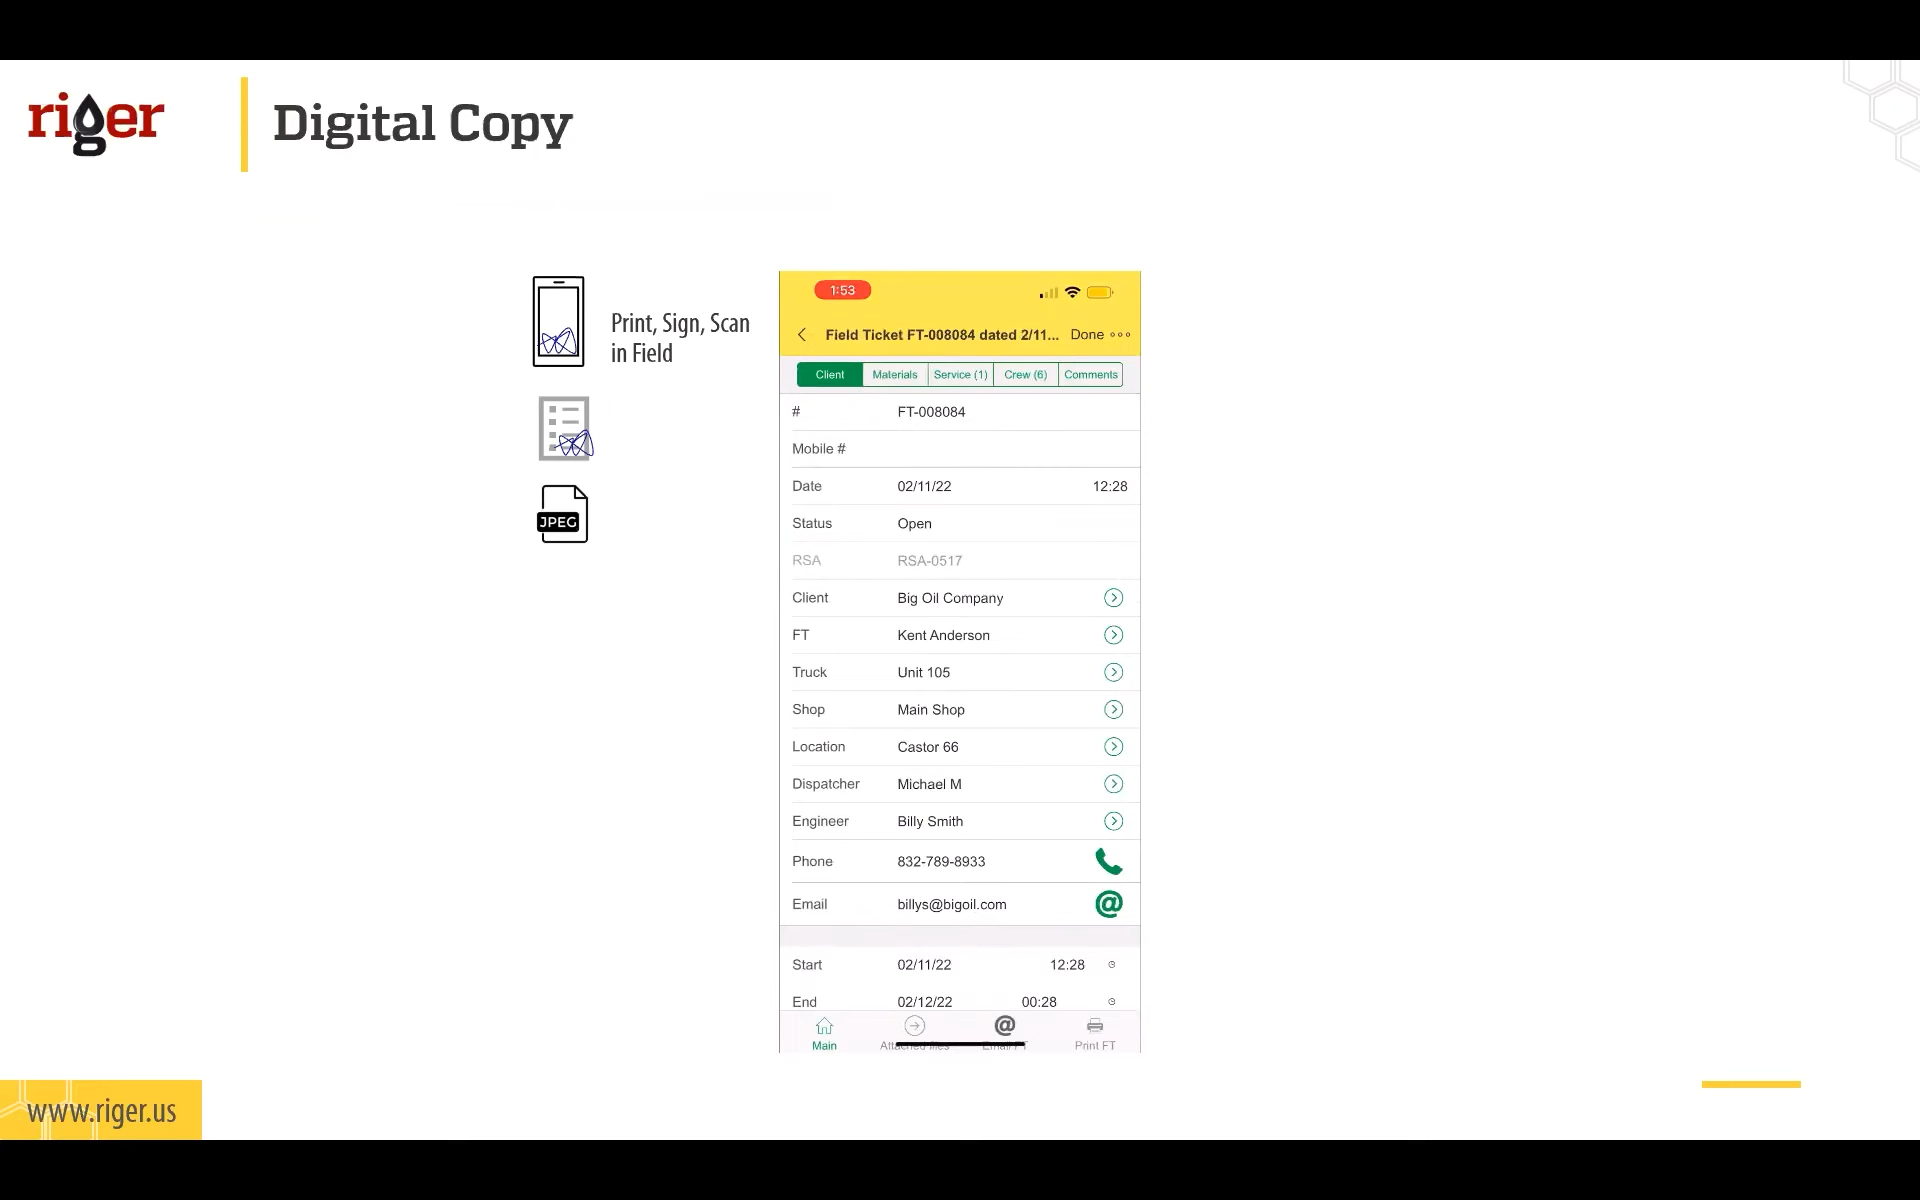 riger
Digital Copy
Print, Sign, Scan
in Field
JPEG
1:53
Field Ticket FT-008084 dated 2/11... Done
Client Materials Service (1) Crew (6) Comments
# FT-008084
Mobile #
Date 02/11/22 12:28
Status Open
RSA RSA-0517
Client Big Oil Company
FT Kent Anderson
Truck Unit 105
Shop Main Shop
Location Castor 66
Dispatcher Michael M
Engineer Billy Smith
Phone 832-789-8933
Email billys@bigoil.com @
Start 02/11/22 12:28
End 02/12/22 00:28
@
Main Attached files Email FT Print FT
www.riger.us